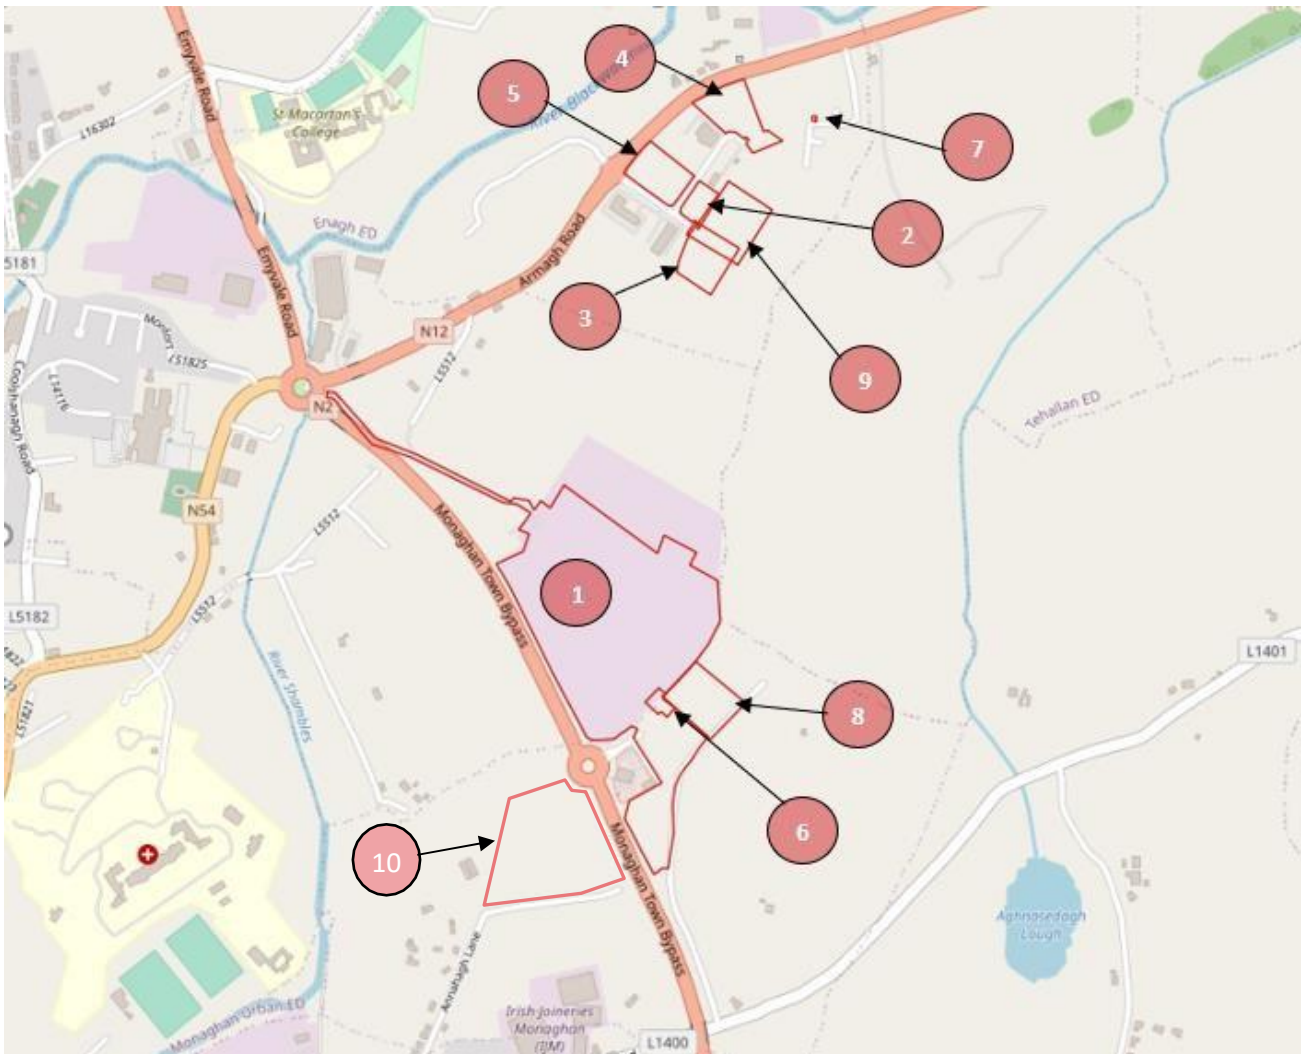 Emyvale Road
L16302
St Macartan's
College
River Blackwater
4
5
7
2
3
9
Enagh ED
5181
Emyvale Road
Armagh Road
N12
Monfort
L51825
L14116
Coolshanagh Road
L5512
N2
Tehallan ED
N54
L5512
Monaghan Town Bypass
1
L5182
L5512
L1401
River Shambles
L51821
8
6
10
Monaghan Town Bypass
Aghnasedagh
Lough
Annahagh Lane
Irish Joineries
Monaghan
(IJM)
Monaghan Urban ED
L1400